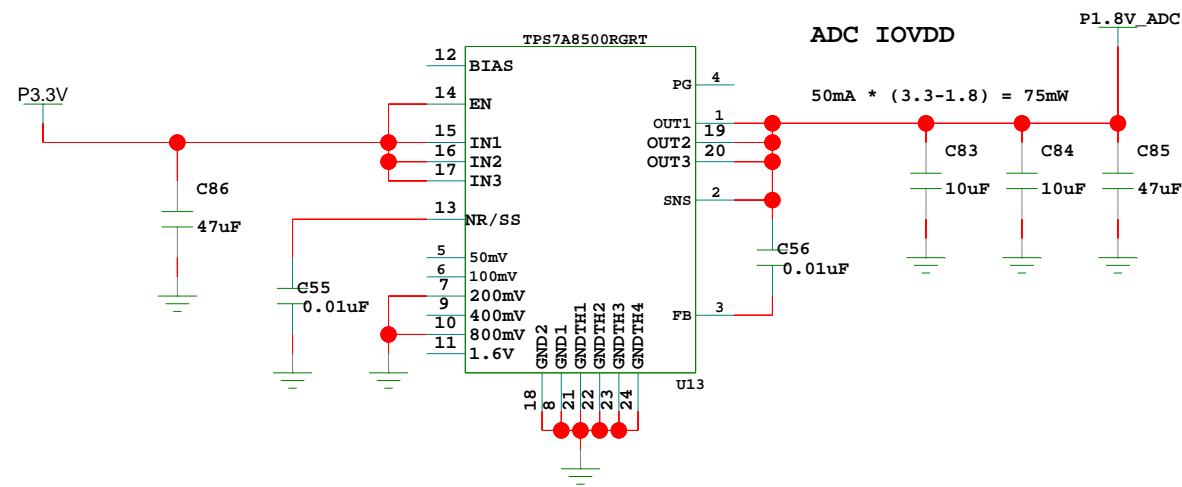 P1.8V_ADC
ADC IOVDD
TPS7A8500RGRT
12
BIAS
4
PG
P3.3V
14
EN
50mA * (3.3-1.8) = 75mW
1
OUT1
15
IN1
19
OUT2
16
IN2
20
OUT3
17
IN3
C83
10uF
C84
10uF
C85
47uF
C86
47uF
2
SNS
13
NR/SS
C56
0.01uF
5
50mV
6
100mV
7
200mV
9
400mV
10
800mV
11
1.6V
C55
0.01uF
3
FB
GND2
GND1
GNDTH1
GNDTH2
GNDTH3
GNDTH4
U13
18
8
21
22
23
24